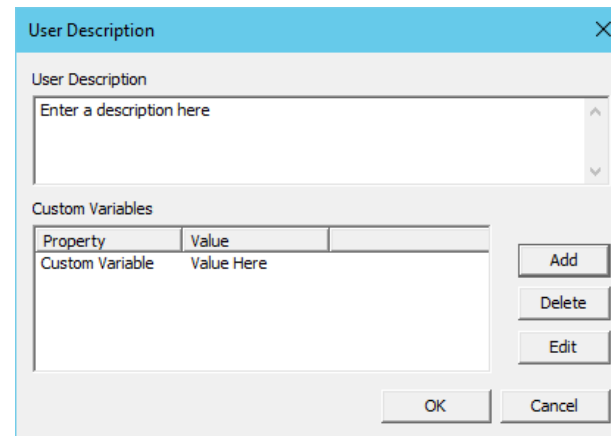 User Description
User Description
Enter a description here
Custom Variables
Property Value
Custom Variable Value Here
Add
Delete
Edit
OK Cancel